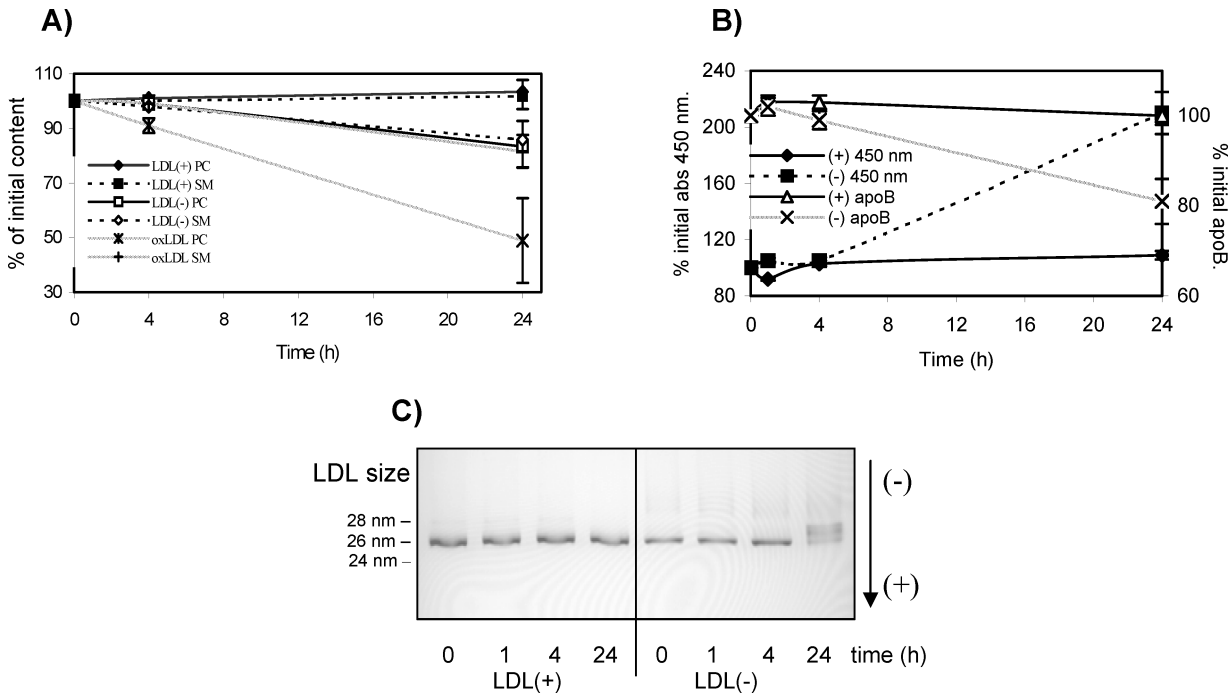 A)
% of initial content
110
90
70
50
30
LDL(+) PC
LDL(+) SM
LDL(-) PC
LDL(-) SM
oxLDL PC
oxLDL SM
0 4 8 12 16 20 24
Time (h)
B)
% initial abs 450 nm.
240
200
160
120
80
(+) 450 nm
(-) 450 nm
(+) apoB
(-) apoB
100
80
60
% initial apoB.
0 4 8 12 16 20 24
Time (h)
C)
LDL size
28 nm –
26 nm –
24 nm –
(-)
(+)
0 1 4 24 0 1 4 24 time (h)
LDL(+) LDL(-)